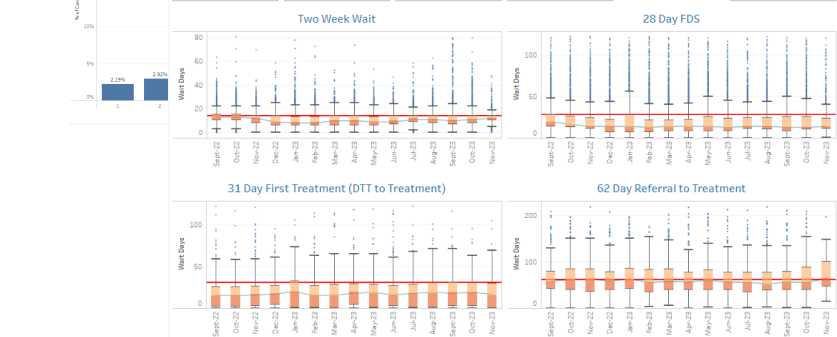 % of Can
10%
5%
0%
2.19%
2.92%
1
2
Two Week Wait
Wait Days
80
60
40
20
0
Sept-22
Oct-22
Nov-22
Dec-22
Jan-23
Feb-23
Mar-23
Apr-23
May-23
Jun-23
Jul-23
Aug-23
Sept-23
Oct-23
Nov-23
28 Day FDS
Wait Days
100
50
0
Sept-22
Oct-22
Nov-22
Dec-22
Jan-23
Feb-23
Mar-23
Apr-23
May-23
Jun-23
Jul-23
Aug-23
Sept-23
Oct-23
Nov-23
31 Day First Treatment (DTT to Treatment)
Wait Days
100
50
0
Sept-22
Oct-22
Nov-22
Dec-22
Jan-23
Feb-23
Mar-23
Apr-23
May-23
Jun-23
Jul-23
Aug-23
Sept-23
Oct-23
Nov-23
62 Day Referral to Treatment
Wait Days
200
100
0
Sept-22
Oct-22
Nov-22
Dec-22
Jan-23
Feb-23
Mar-23
Apr-23
May-23
Jun-23
Jul-23
Aug-23
Sept-23
Oct-23
Nov-23